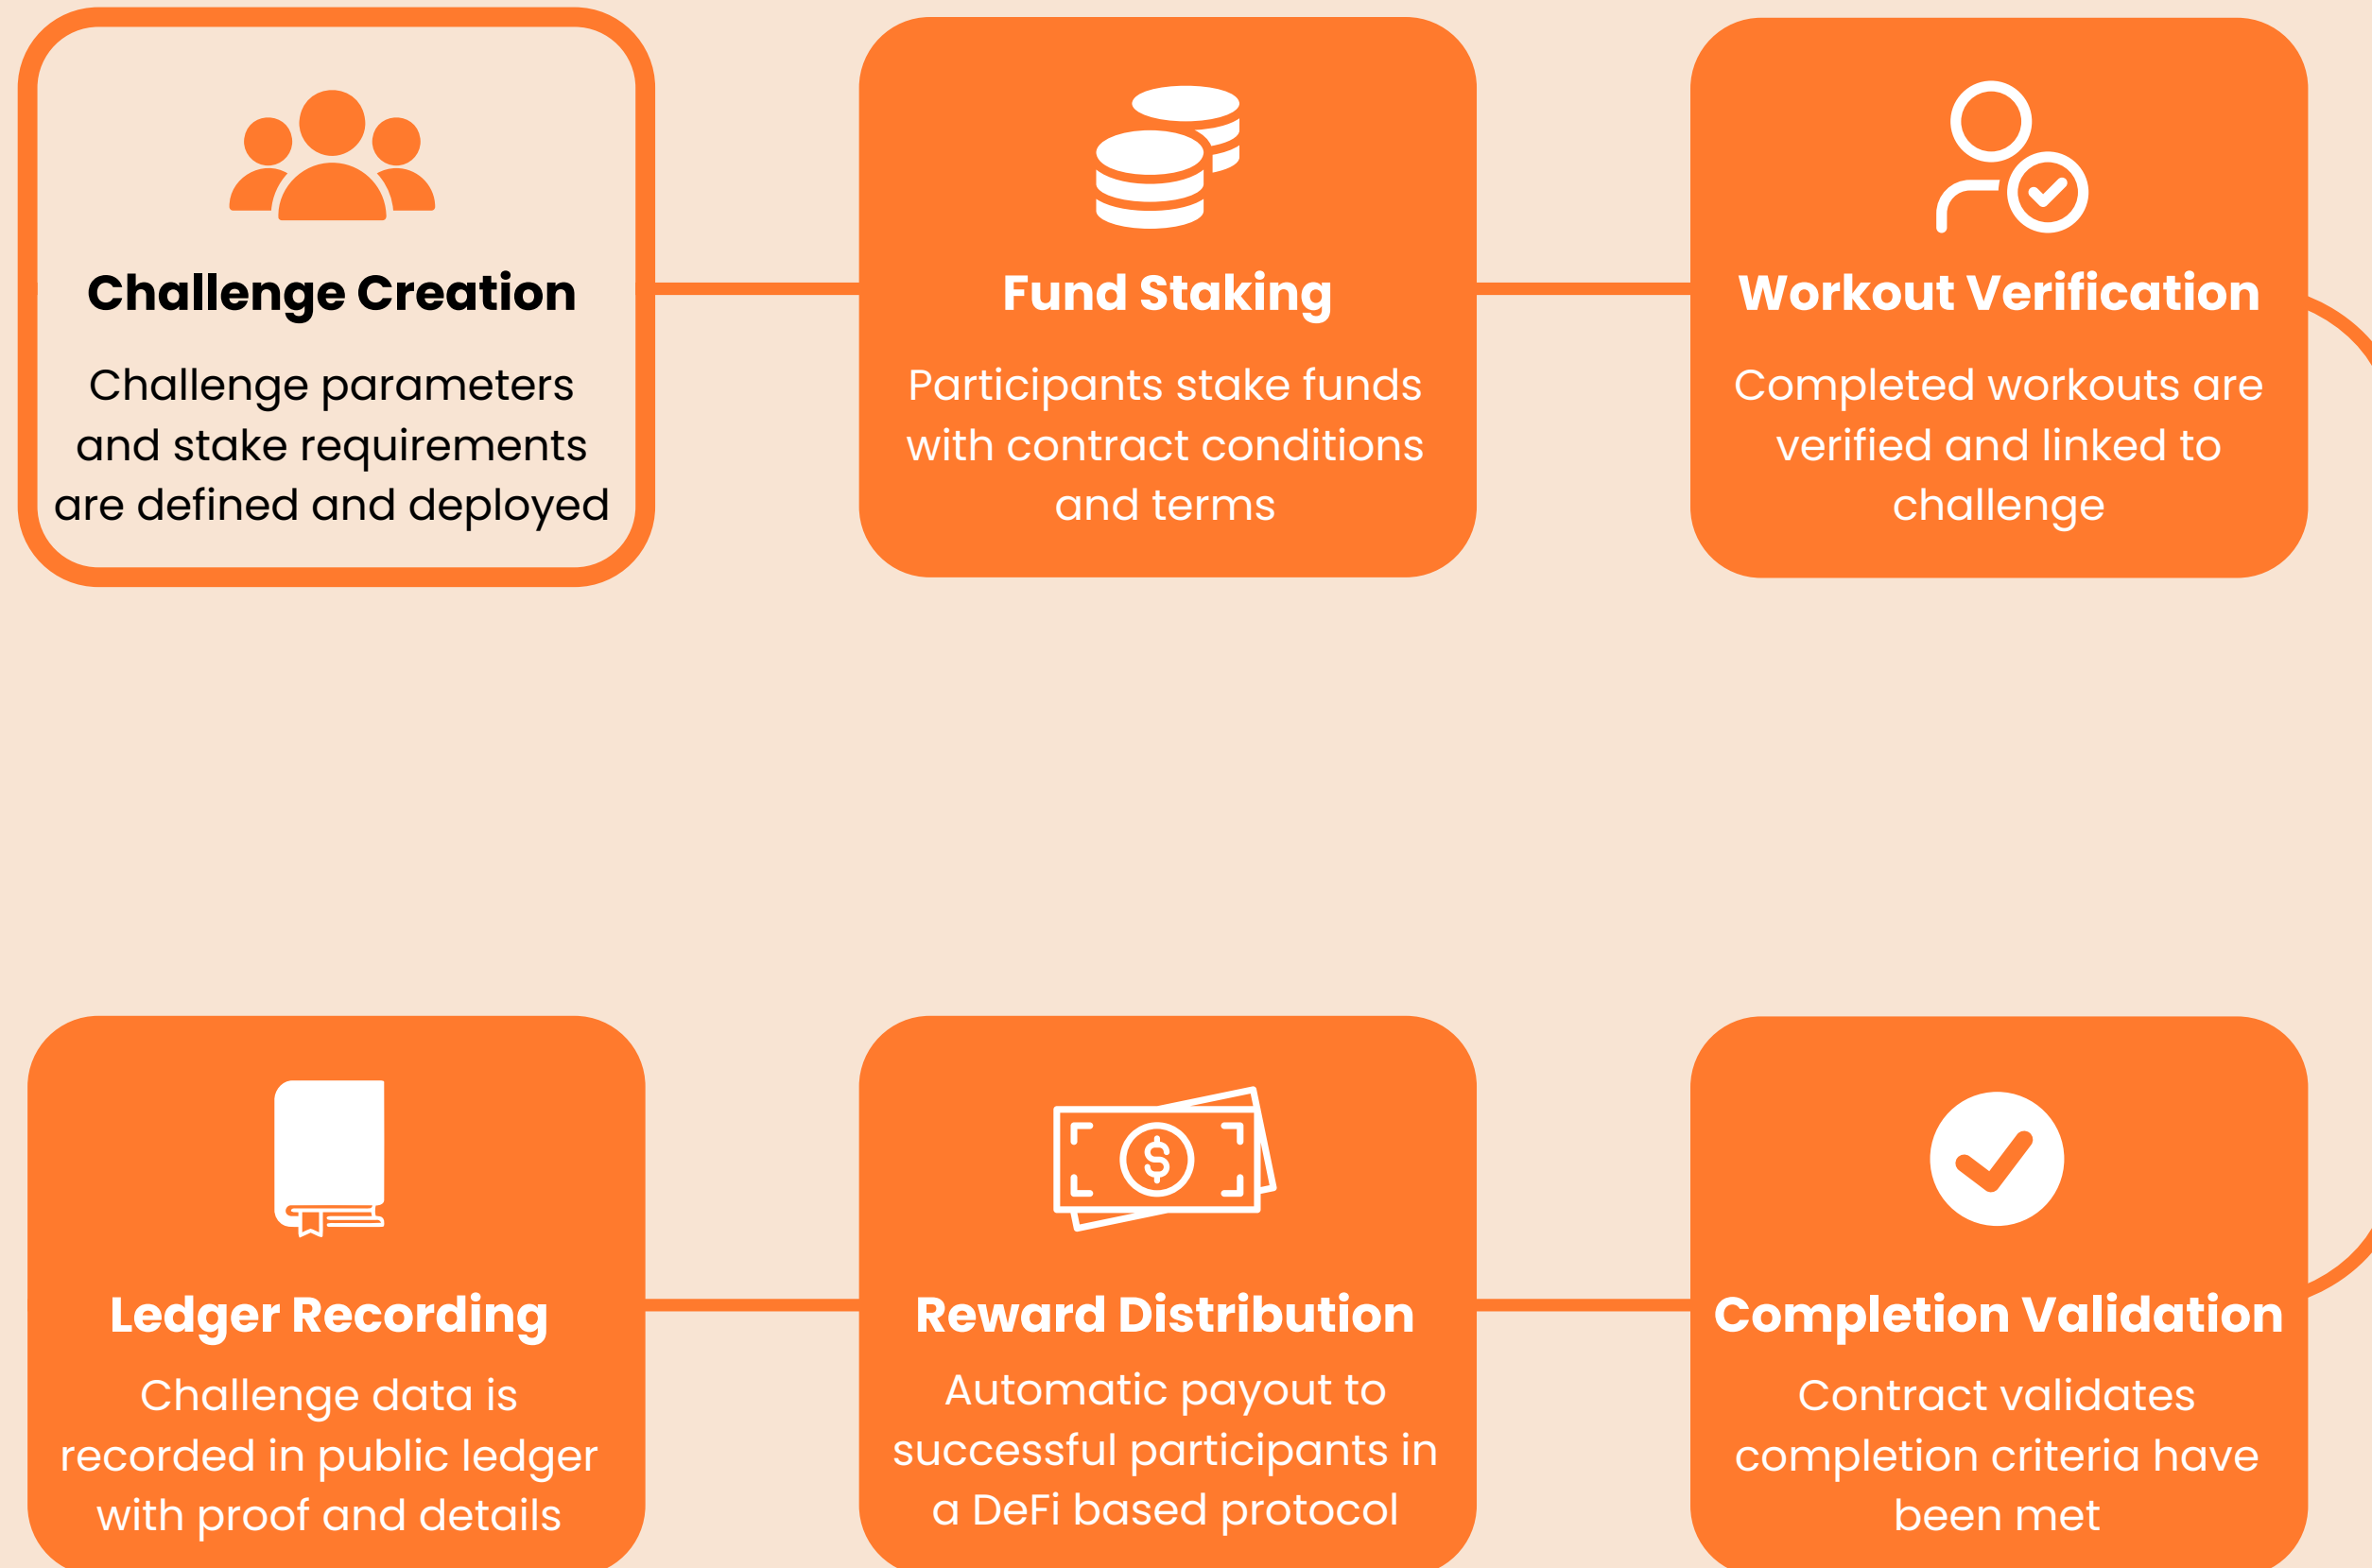 Challenge Creation
Challenge parameters
and stake requirements
are defined and deployed
Fund Staking
Participants stake funds
with contract conditions
and terms
Workout Verification
Completed workouts are
verified and linked to
challenge
Ledger Recording
Challenge data is
recorded in public ledger
with proof and details
Reward Distribution
Automatic payout to
successful participants in
a DeFi based protocol
Completion Validation
Contract validates
completion criteria have
been met